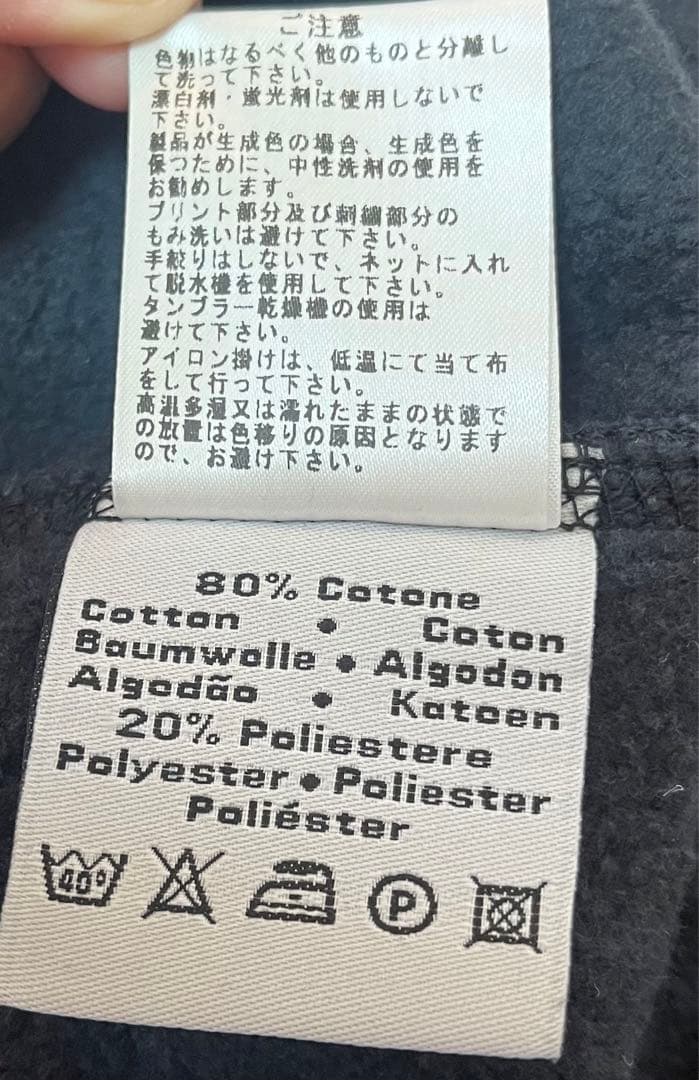 ご注意
色物はなるべく他のものと分離し
て洗って下さい。
漂白剤・蛍光剤は使用しないで
下さい。
製品が生成色の場合、生成色を
保つために、中性洗剤の使用を
お勧めします。
プリント部分及び刺繍部分の
もみ洗いは避けて下さい。
手絞りはしないで、ネットに入れ
て脱水機を使用して下さい。
タンブラー乾燥機の使用は
避けて下さい。
アイロン掛けは、低温にて当て布
をして行って下さい。
高温多湿又は濡れたままの状態で
の放置は色移りの原因となります
ので、お避け下さい。
80% Cotone
Cotton • Coton
Baumwolle • Algodon
Algodão • Katoen
20% Poliestere
Polyester • Poliester
Poliéster
40° P